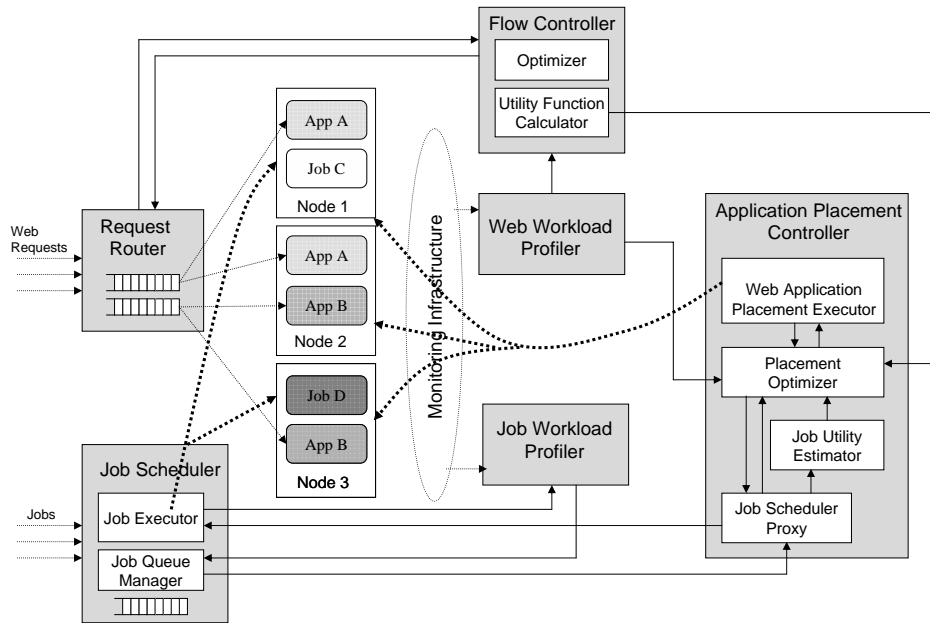 Flow Controller
Optimizer
Utility Function
Calculator
App A
Job C
Node 1
Request
Router
Web
Requests
App A
App B
Node 2
Monitoring Infrastructure
Web Workload
Profiler
Application Placement
Controller
Web Application
Placement Executor
Placement
Optimizer
Job D
App B
Node 3
Job Workload
Profiler
Job Utility
Estimator
Job Scheduler
Proxy
Job Scheduler
Jobs
Job Executor
Job Queue
Manager